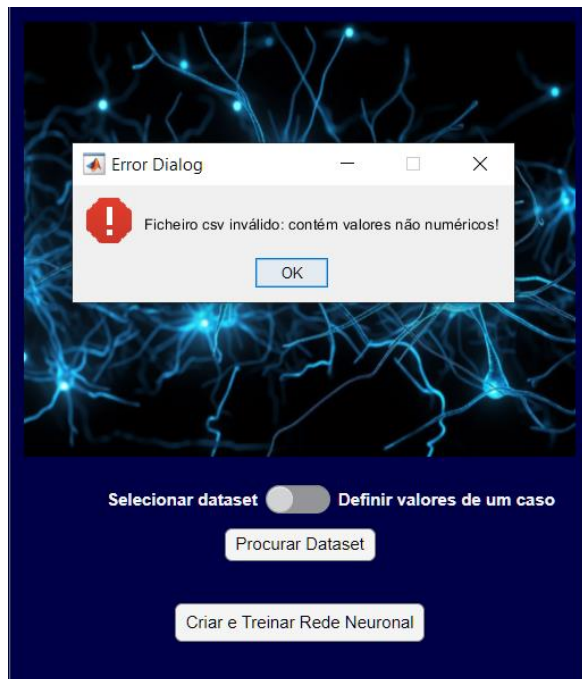 Error Dialog
Ficheiro csv inválido: contém valores não numéricos!
OK
Selecionar dataset Definir valores de um caso
Procurar Dataset
Criar e Treinar Rede Neuronal